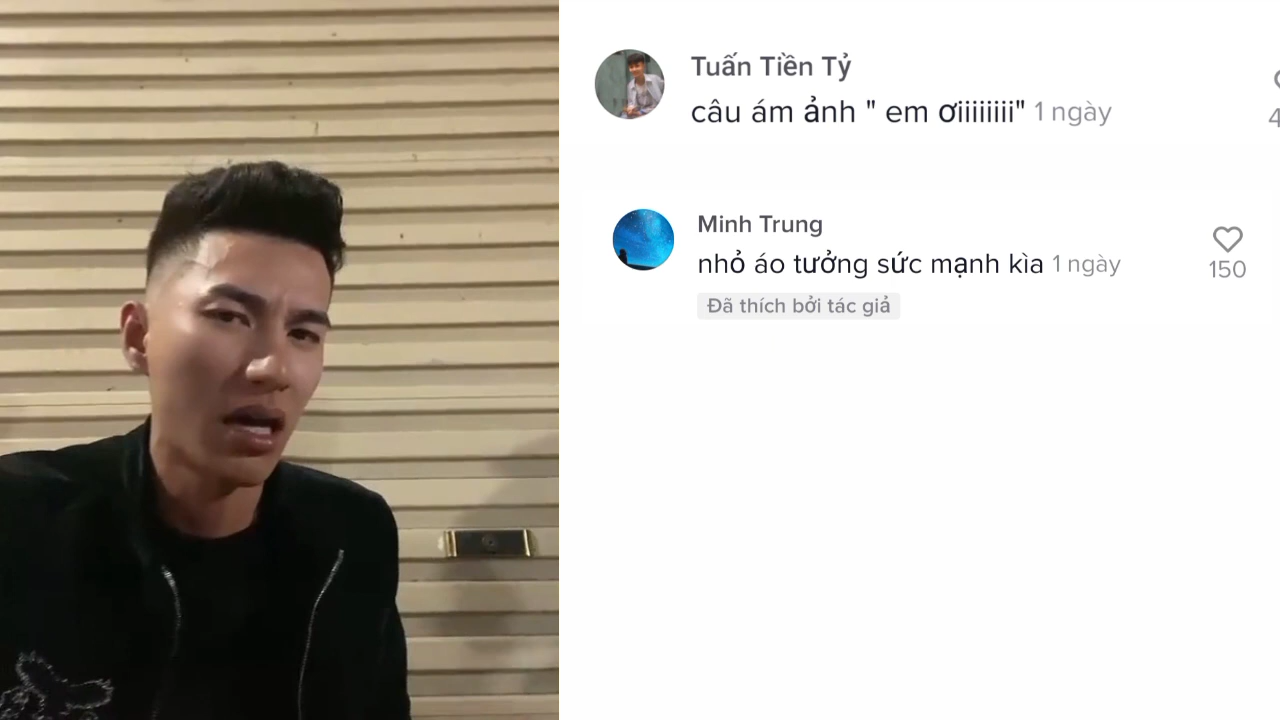 Tuấn Tiền Tỷ
câu ám ảnh " em ơiiiiiiiii" 1 ngày
Minh Trung
nhỏ áo tưởng sức mạnh kìa 1 ngày
150
Đã thích bởi tác giả